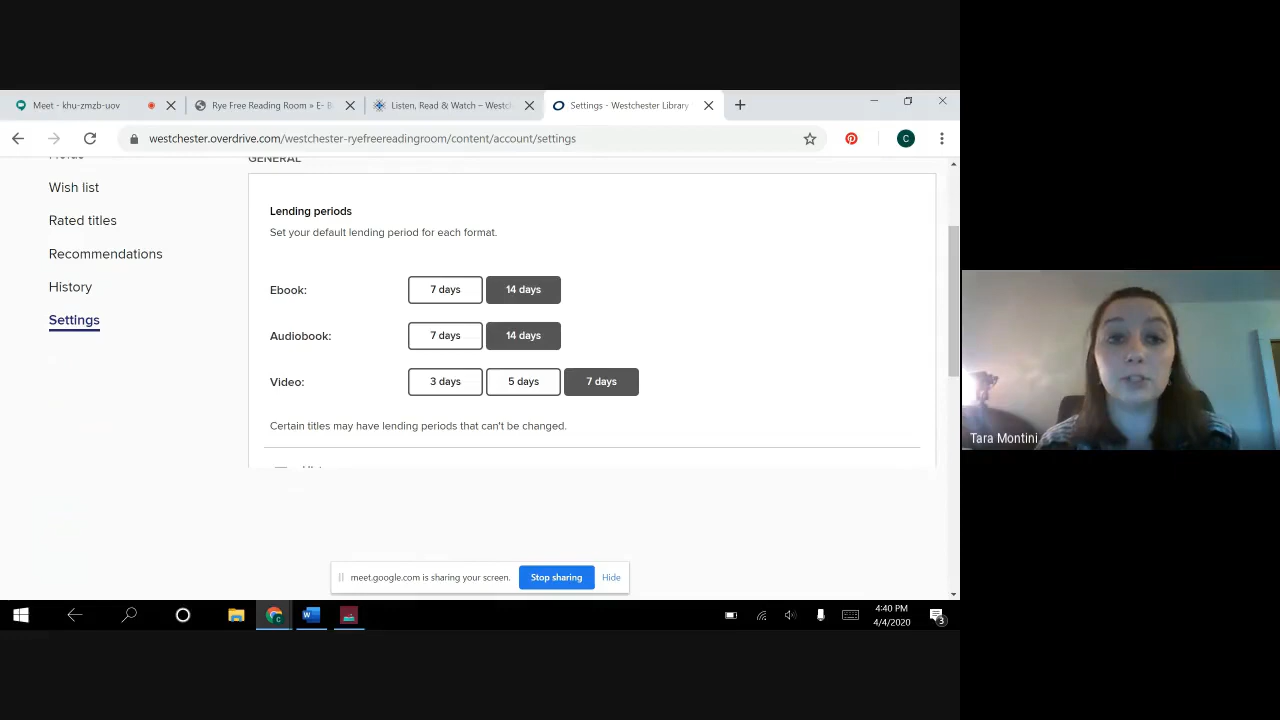 Meet - khu-zmzb-uov
Rye Free Reading Room » E- B
Listen, Read & Watch – Westc
Settings - Westchester Library
westchester.overdrive.com/westchester-ryefreereadingroom/content/account/settings
C
GENERAL
Wish list
Rated titles
Recommendations
History
Settings
Lending periods
Set your default lending period for each format.
Ebook: 7 days 14 days
Audiobook: 7 days 14 days
Video: 3 days 5 days 7 days
Certain titles may have lending periods that can't be changed.
Tara Montini
meet.google.com is sharing your screen. Stop sharing Hide
4:40 PM
4/4/2020
3